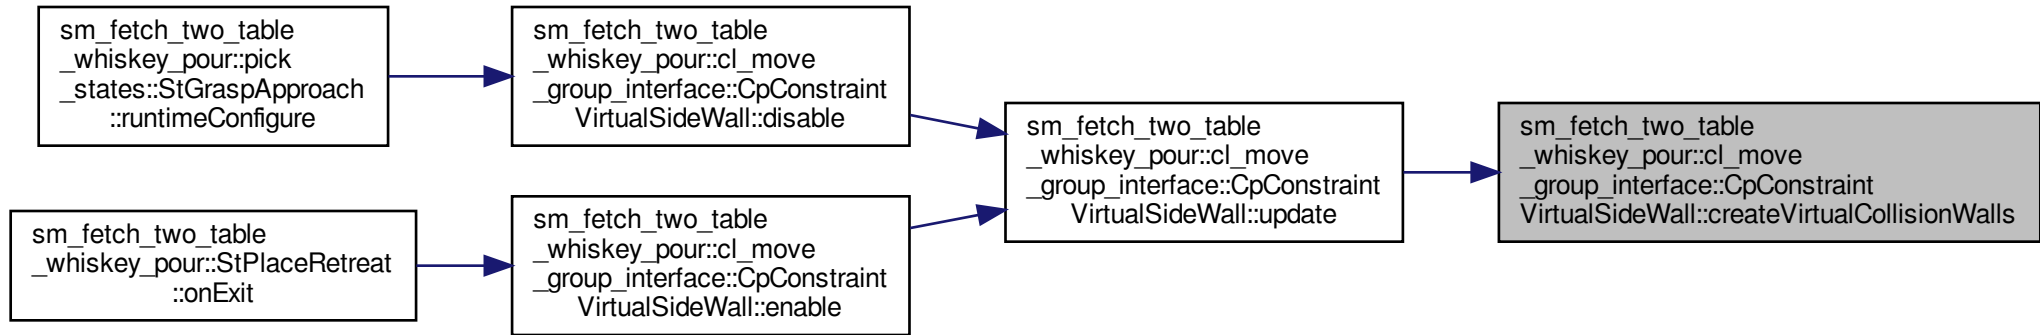 sm_fetch_two_table
_whiskey_pour::pick
_states::StGraspApproach
::runtimeConfigure
sm_fetch_two_table
_whiskey_pour::cl_move
_group_interface::CpConstraint
VirtualSideWall::disable
sm_fetch_two_table
_whiskey_pour::StPlaceRetreat
::onExit
sm_fetch_two_table
_whiskey_pour::cl_move
_group_interface::CpConstraint
VirtualSideWall::enable
sm_fetch_two_table
_whiskey_pour::cl_move
_group_interface::CpConstraint
VirtualSideWall::update
sm_fetch_two_table
_whiskey_pour::cl_move
_group_interface::CpConstraint
VirtualSideWall::createVirtualCollisionWalls